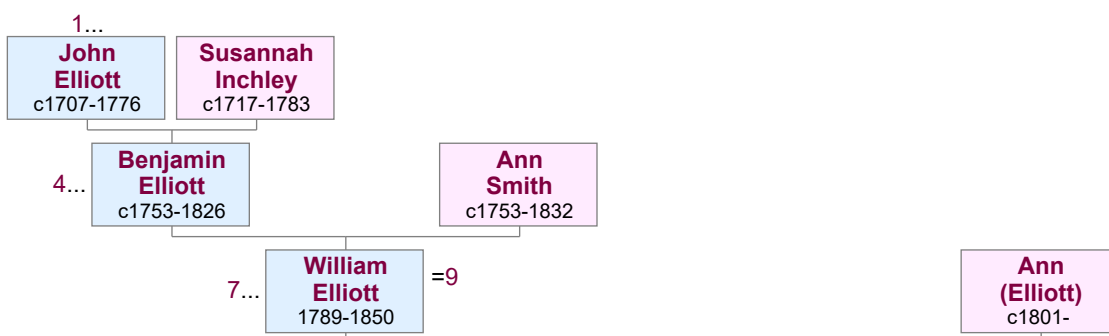 1...
John
Elliott
c1707-1776
Susannah
Inchley
c1717-1783
4...
Benjamin
Elliott
c1753-1826
Ann
Smith
c1753-1832
7...
William
Elliott
1789-1850
=9
Ann
(Elliott)
c1801-